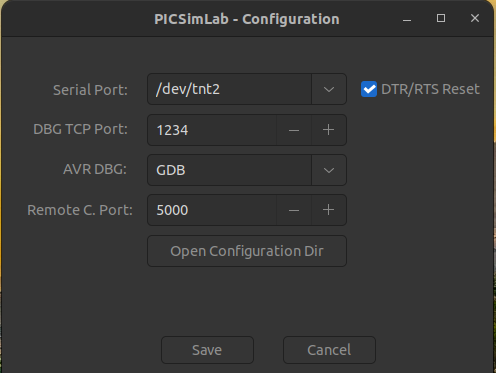 PICSimLab - Configuration
Serial Port: /dev/tnt2 DTR/RTS Reset
DBG TCP Port: 1234
AVR DBG: GDB
Remote C. Port: 5000
Open Configuration Dir
Save Cancel